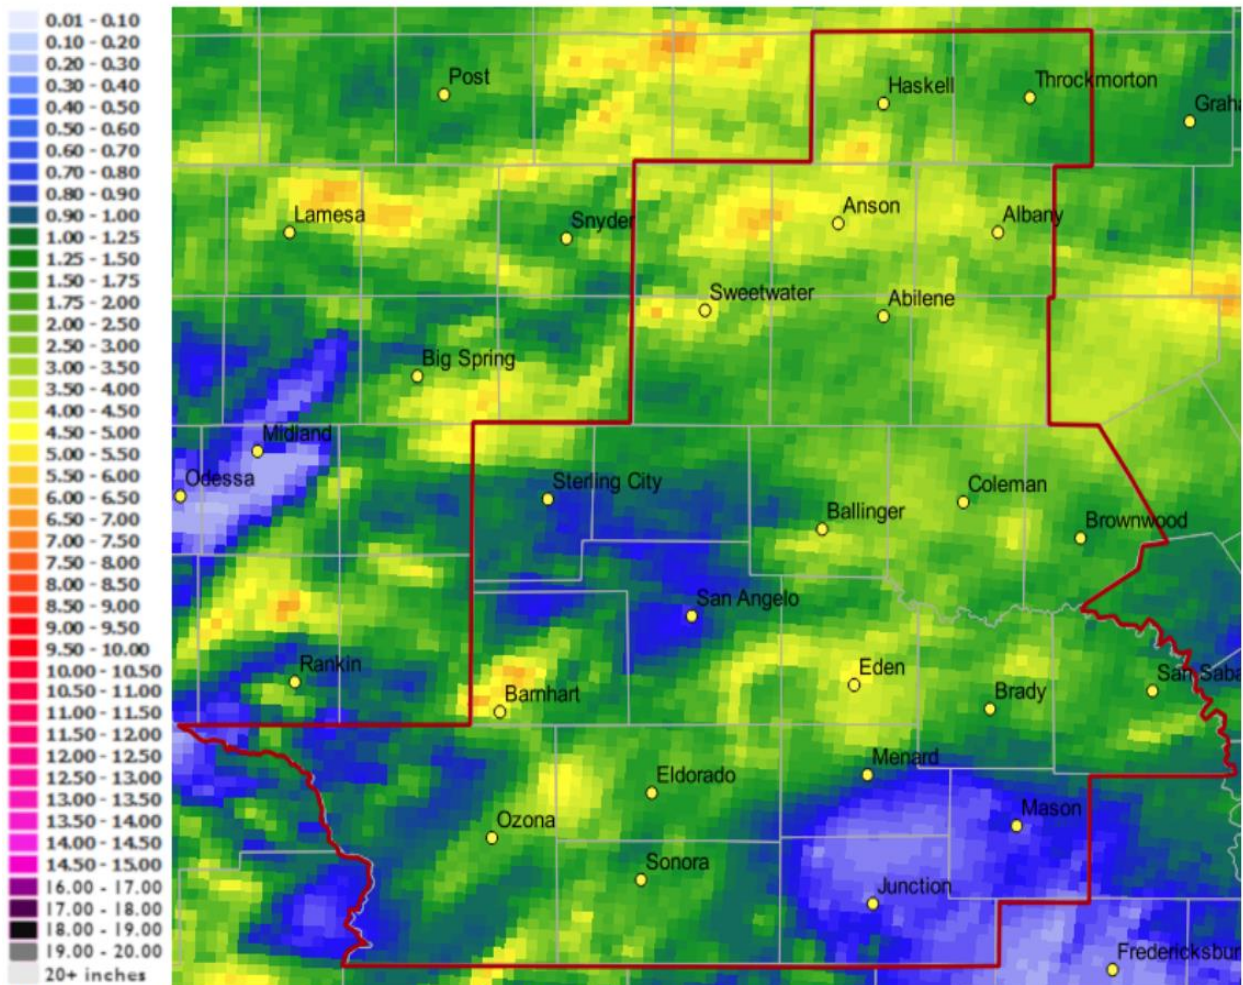 0.01 - 0.10
0.10 - 0.20
0.20 - 0.30
0.30 - 0.40
0.40 - 0.50
0.50 - 0.60
0.60 - 0.70
0.70 - 0.80
0.80 - 0.90
0.90 - 1.00
1.00 - 1.25
1.25 - 1.50
1.50 - 1.75
1.75 - 2.00
2.00 - 2.50
2.50 - 3.00
3.00 - 3.50
3.50 - 4.00
4.00 - 4.50
4.50 - 5.00
5.00 - 5.50
5.50 - 6.00
6.00 - 6.50
6.50 - 7.00
7.00 - 7.50
7.50 - 8.00
8.00 - 8.50
8.50 - 9.00
9.00 - 9.50
9.50 - 10.00
10.00 - 10.50
10.50 - 11.00
11.00 - 11.50
11.50 - 12.00
12.00 - 12.50
12.50 - 13.00
13.00 - 13.50
13.50 - 14.00
14.00 - 14.50
14.50 - 15.00
16.00 - 17.00
17.00 - 18.00
18.00 - 19.00
19.00 - 20.00
20+ inches
Post
Haskell
Throckmorton
Grah
Lamesa
Snyder
Anson
Albany
Sweetwater
Abilene
Big Spring
Midland
Odessa
Sterling City
Coleman
Ballinger
Brownwood
San Angelo
Rankin
Barnhart
Eden
Brady
San Saba
Menard
Eldorado
Mason
Ozona
Sonora
Junction
Fredericksbur